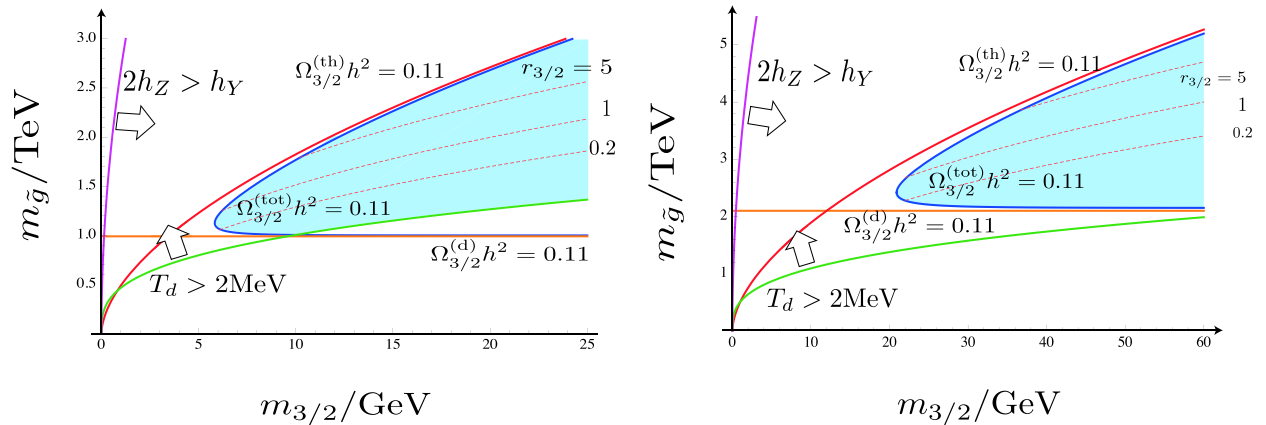 3.0
2.5
2.0
1.5
1.0
0.5
0
5
10
15
20
25
m_{\tilde{g}}/TeV
m_{3/2}/GeV
2h_Z > h_Y
Ω_{3/2}^{(th)}h^2 = 0.11
r_{3/2} = 5
1
0.2
Ω_{3/2}^{(tot)}h^2 = 0.11
Ω_{3/2}^{(d)}h^2 = 0.11
T_d > 2MeV
5
4
3
2
1
0
10
20
30
40
50
60
m_{\tilde{g}}/TeV
m_{3/2}/GeV
2h_Z > h_Y
Ω_{3/2}^{(th)}h^2 = 0.11
r_{3/2} = 5
1
0.2
Ω_{3/2}^{(tot)}h^2 = 0.11
Ω_{3/2}^{(d)}h^2 = 0.11
T_d > 2MeV